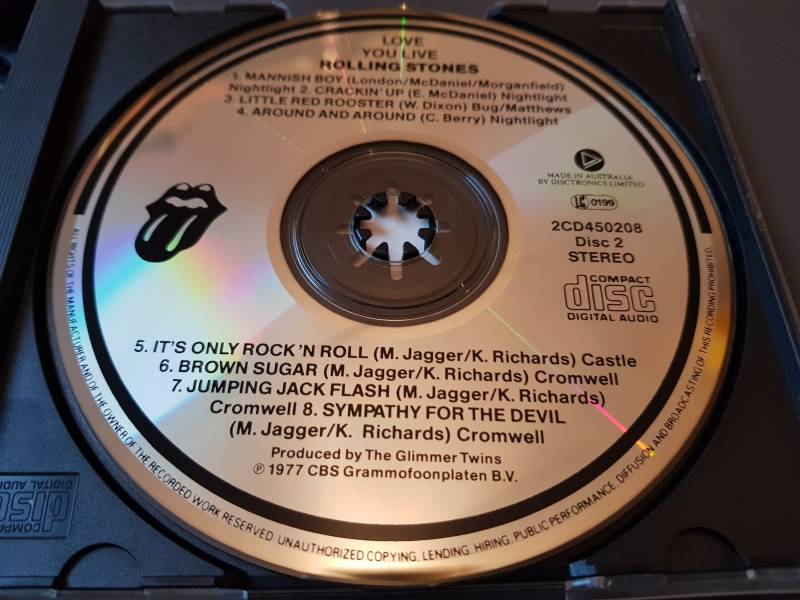 LOVE
YOU LIVE
ROLLING STONES
1. MANNISH BOY (London/McDaniel/Morganfield)
Nightlight 2. CRACKIN' UP (E. McDaniel) Nightlight
3. LITTLE RED ROOSTER (W. Dixon) Bug/Matthews
4. AROUND AND AROUND (C. Berry) Nightlight
MADE IN AUSTRALIA
BY DISCTRONICS LIMITED
0199
2CD450208
Disc 2
STEREO
COMPACT
disc
DIGITAL AUDIO
5. IT'S ONLY ROCK 'N ROLL (M. Jagger/K. Richards) Castle
6. BROWN SUGAR (M. Jagger/K. Richards) Cromwell
7. JUMPING JACK FLASH (M. Jagger/K. Richards)
Cromwell 8. SYMPATHY FOR THE DEVIL
(M. Jagger/K. Richards) Cromwell
Produced by The Glimmer Twins
℗ 1977 CBS Grammofoonplaten B.V.
ALL RIGHTS OF THE MANUFACTURER AND OF THE OWNER OF THE RECORDED WORK RESERVED. UNAUTHORIZED COPYING, LENDING, HIRING, PUBLIC PERFORMANCE, DIFFUSION AND BROADCASTING OF THIS RECORDING PROHIBITED.
COMPACT
disc
DIGITAL AUDIO